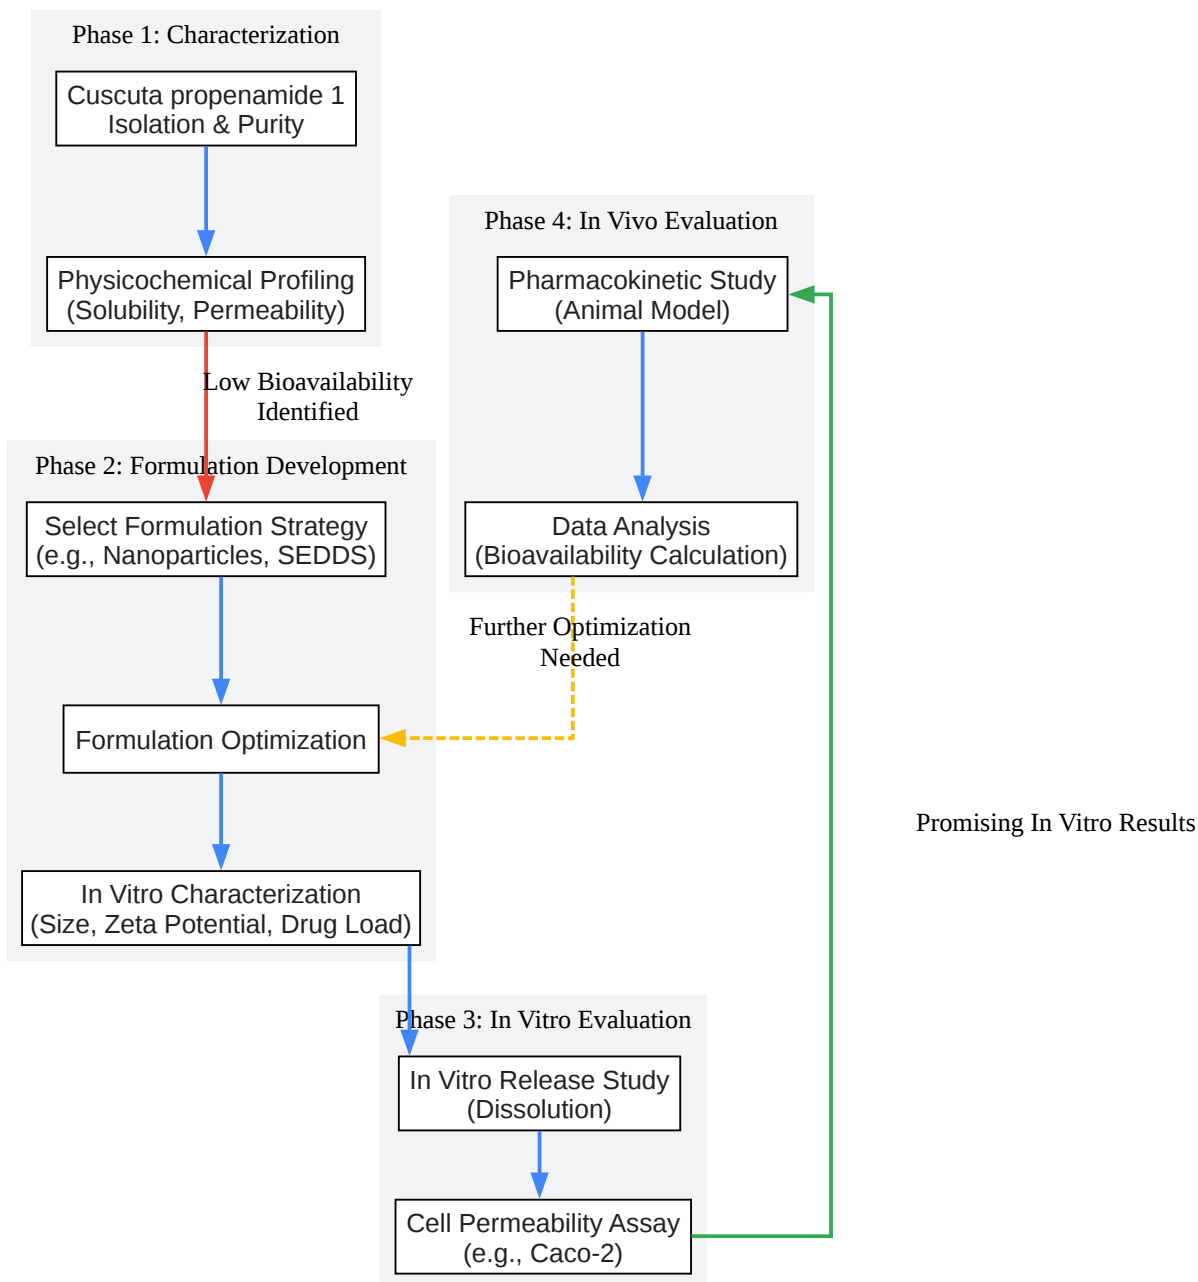 Phase 1: Characterization
Cuscuta propenamide 1
Isolation & Purity
Physicochemical Profiling
(Solubility, Permeability)
Low Bioavailability
Identified
Phase 2: Formulation Development
Select Formulation Strategy
(e.g., Nanoparticles, SEDDS)
Formulation Optimization
In Vitro Characterization
(Size, Zeta Potential, Drug Load)
Phase 3: In Vitro Evaluation
In Vitro Release Study
(Dissolution)
Cell Permeability Assay
(e.g., Caco-2)
Promising In Vitro Results
Phase 4: In Vivo Evaluation
Pharmacokinetic Study
(Animal Model)
Data Analysis
(Bioavailability Calculation)
Further Optimization
Needed